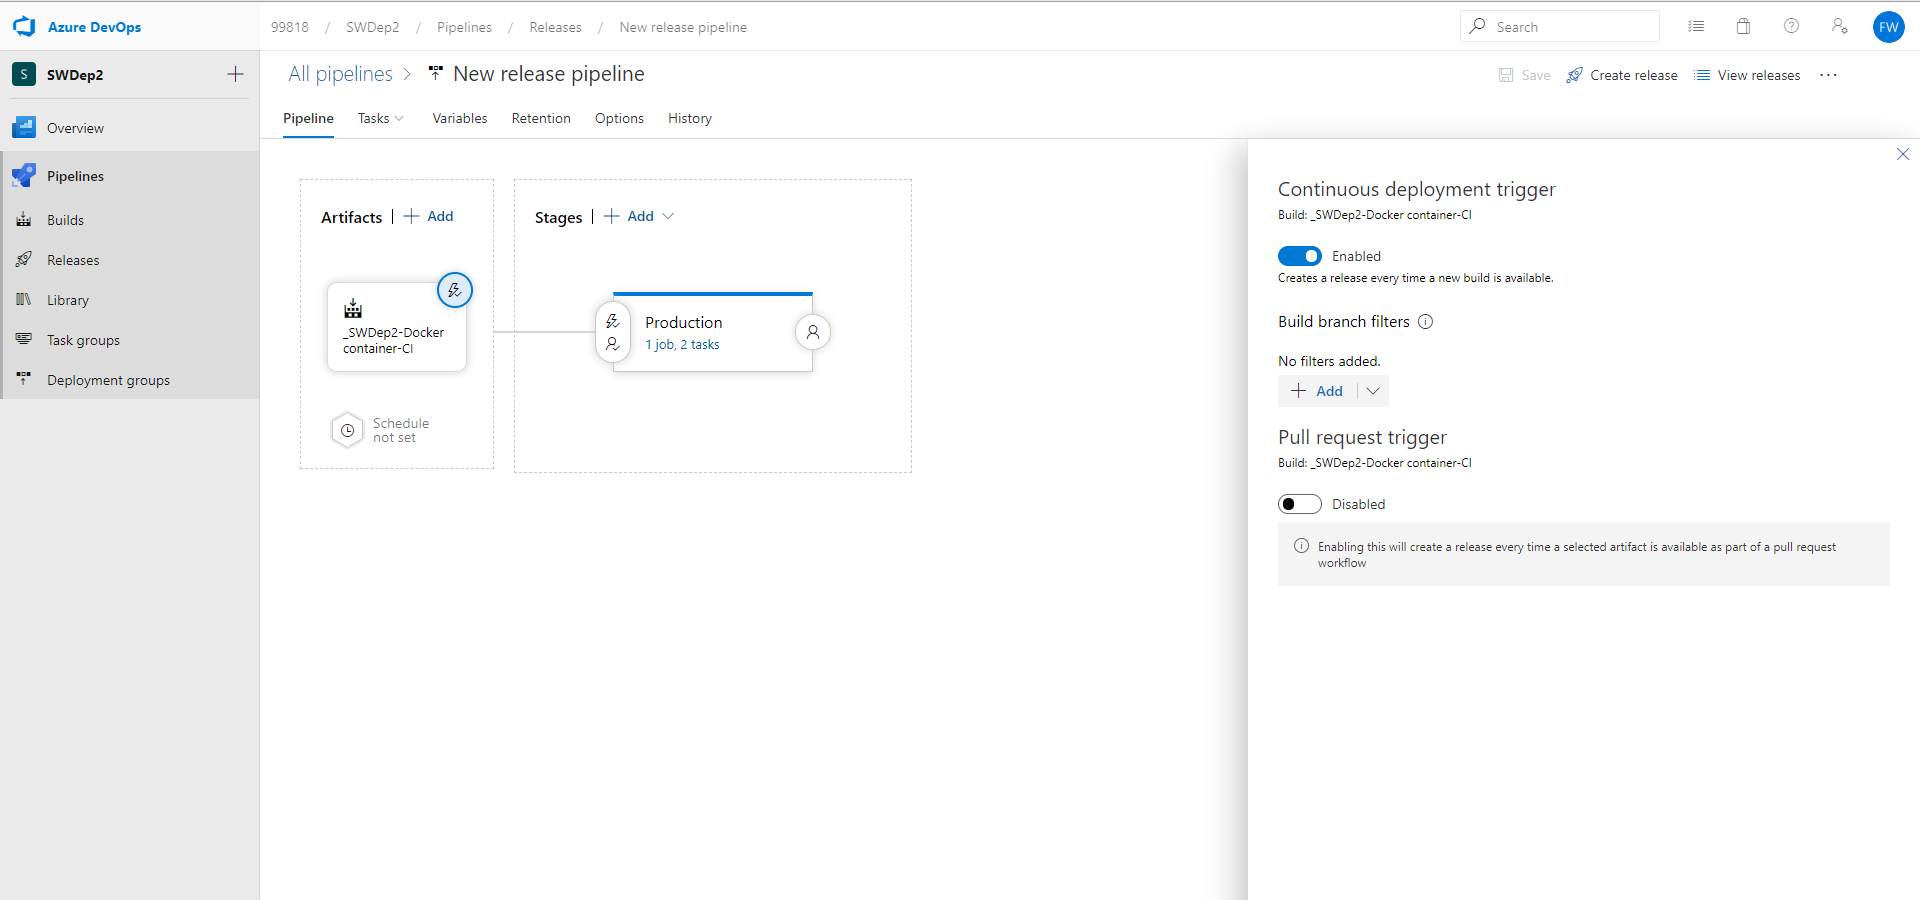 Azure DevOps
99818 / SWDep2 / Pipelines / Releases / New release pipeline
Search
FW
S SWDep2
All pipelines > New release pipeline
Save Create release View releases ...
Overview
Pipeline Tasks Variables Retention Options History
Pipelines
Builds
Releases
Library
Task groups
Deployment groups
Artifacts | + Add
_SWDep2-Docker
container-CI
Schedule
not set
Stages | + Add
Production
1 job, 2 tasks
Continuous deployment trigger
Build: _SWDep2-Docker container-CI
Enabled
Creates a release every time a new build is available.
Build branch filters
No filters added.
+ Add
Pull request trigger
Build: _SWDep2-Docker container-CI
Disabled
Enabling this will create a release every time a selected artifact is available as part of a pull request
workflow